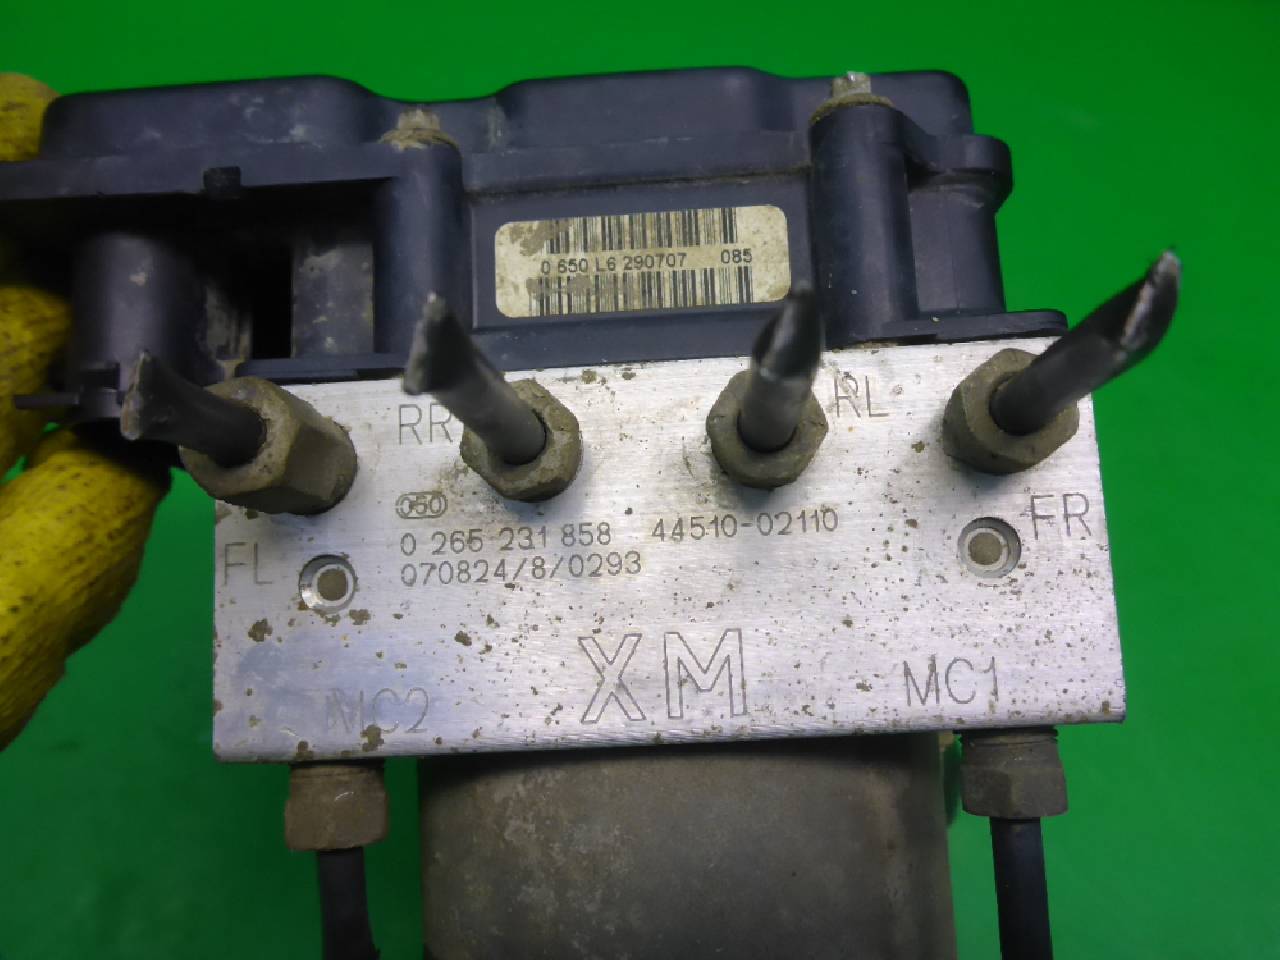 0 650 L6 290707 085
RR
RL
050
0 265 231 858 44510-02110
FL
FR
070824/8/0293
XM
MC2
MC1